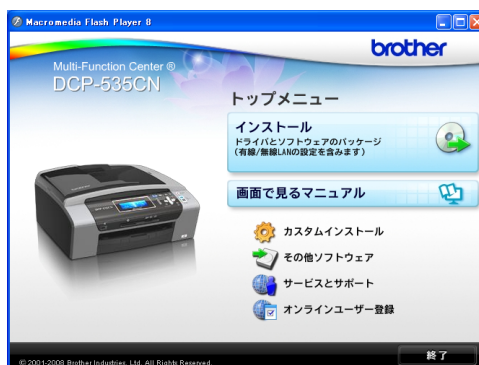 Macromedia Flash Player 8
brother
Multi-Function Center ®
DCP-535CN
トップメニュー
インストール
ドライバとソフトウェアのパッケージ
(有線/無線LANの設定を含みます)
画面で見るマニュアル
カスタムインストール
その他ソフトウェア
サービスとサポート
オンラインユーザー登録
終了
© 2001-2008 Brother Industries, Ltd. All Rights Reserved.